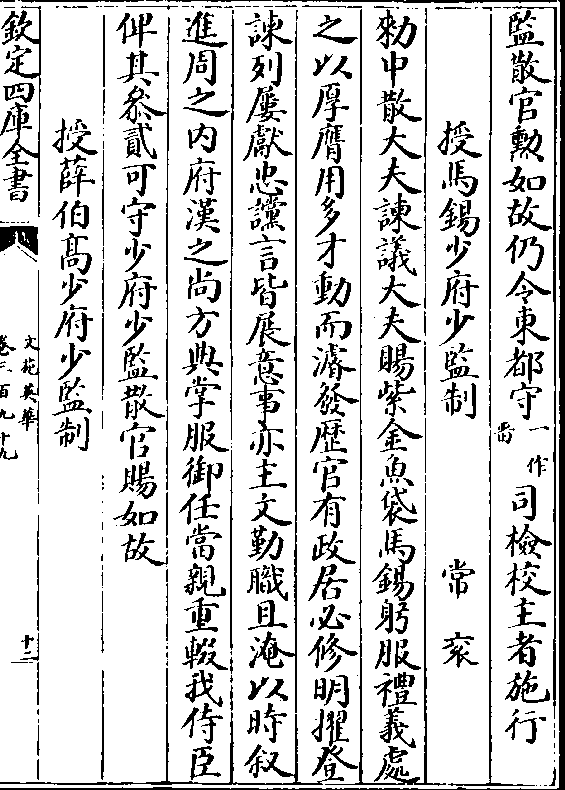 監散官勲如故仍令東都守一作畱司檢校主者施行
授馬錫少府少監制 常衮
勅中散大夫諫議大夫賜紫金魚袋馬錫躬服禮義處
之以厚膺用多才動而濬發歴官有政居必修明擢登
諫列屢獻忠讜言皆展意事亦主文勤職且淹以時叙
進周之内府漢之尚方典掌服御任當親重輟我侍臣
俾其叅貳可守少府少監散官賜如故
授薛伯髙少府少監制
欽定四庫全書
文苑英華
卷三百九十九
十二